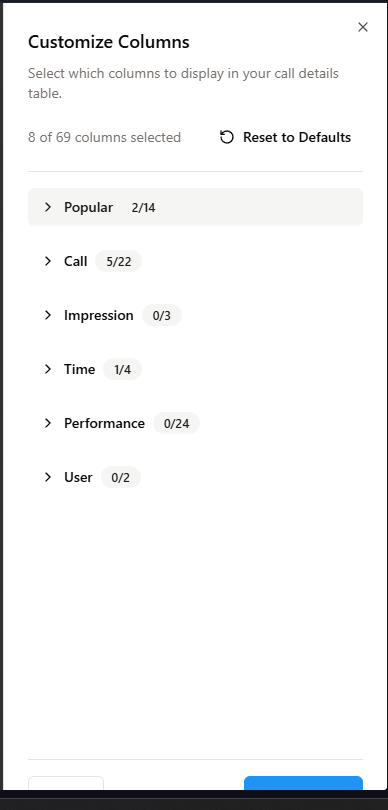 Customize Columns
Select which columns to display in your call details
table.
8 of 69 columns selected Reset to Defaults
Popular 2/14
Call 5/22
Impression 0/3
Time 1/4
Performance 0/24
User 0/2